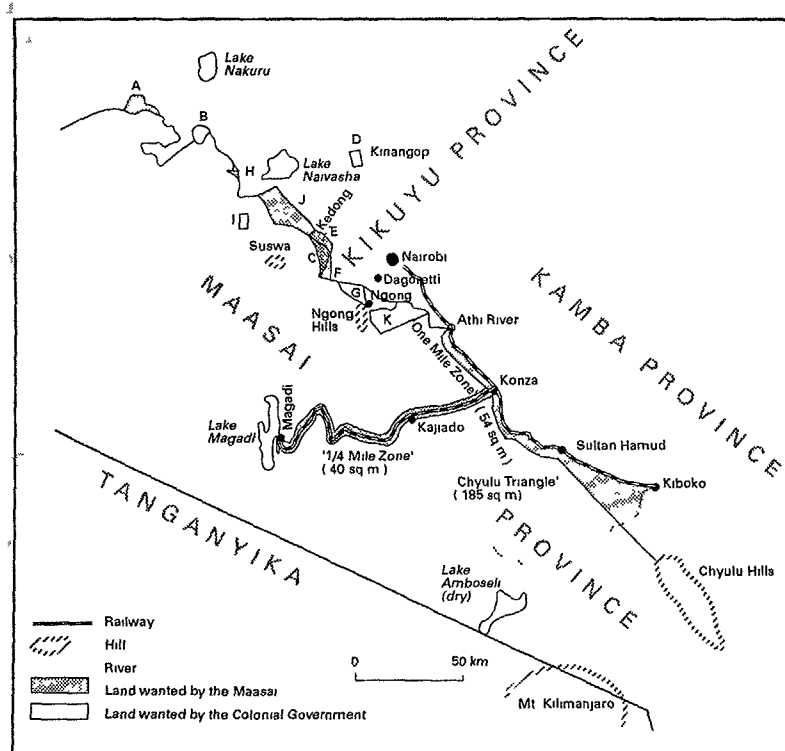 Lake
Nakuru
A
B
D
Kinangop
H
Lake
Naivasha
J
Kedong
I
E
Suswa
C
F
Nairobi
Dagoretti
G
Ngong
Ngong
Hills
K
Athi River
'One Mile Zone'
(54 sq m)
Konza
KIKUYU PROVINCE
KAMBA PROVINCE
MAASAI
PROVINCE
Magadi
Lake
Magadi
Kajiado
'1/4 Mile Zone'
(40 sq m)
Sultan Hamud
Chyulu Triangle'
(185 sq m)
Kiboko
TANGANYIKA
Lake
Amboseli
(dry)
Chyulu Hills
Mt Kilimanjaro
Railway
Hill
River
Land wanted by the Maasai
Land wanted by the Colonial Government
0 50 km